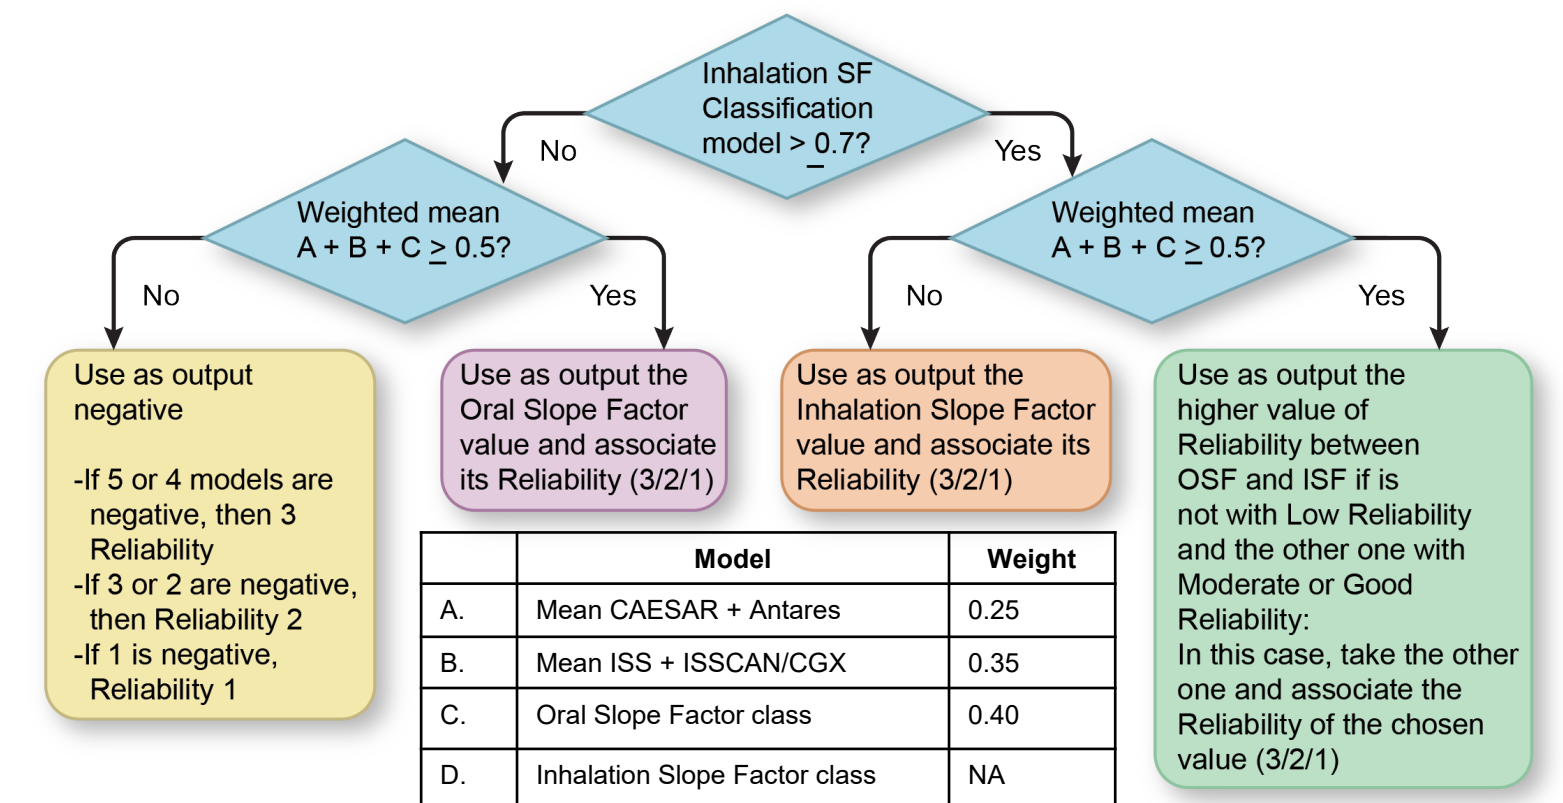 Inhalation SF
Classification
model ≥ 0.7?
No
Yes
Weighted mean
A + B + C ≥ 0.5?
No
Yes
Weighted mean
A + B + C ≥ 0.5?
No
Yes
Use as output
negative
-If 5 or 4 models are
negative, then 3
Reliability
-If 3 or 2 are negative,
then Reliability 2
-If 1 is negative,
Reliability 1
Use as output the
Oral Slope Factor
value and associate
its Reliability (3/2/1)
Use as output the
Inhalation Slope Factor
value and associate its
Reliability (3/2/1)
Use as output the
higher value of
Reliability between
OSF and ISF if is
not with Low Reliability
and the other one with
Moderate or Good
Reliability:
In this case, take the other
one and associate the
Reliability of the chosen
value (3/2/1)
Model Weight
A. Mean CAESAR + Antares 0.25
B. Mean ISS + ISSCAN/CGX 0.35
C. Oral Slope Factor class 0.40
D. Inhalation Slope Factor class NA